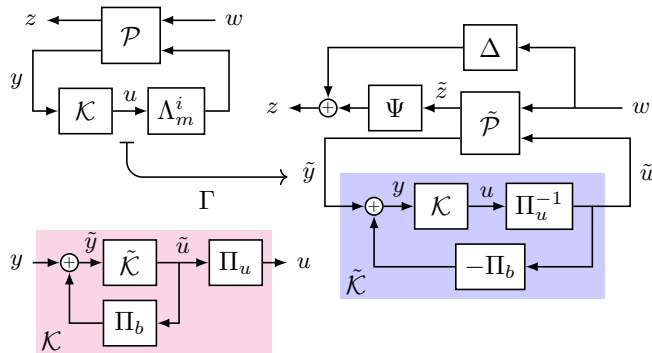 z 𝒫 w
y 𝒦 u Λ_m^i
Γ
Δ
z + Ψ z̃ 𝒫̃ w
ỹ ũ
+ y 𝒦 u Π_u^{-1}
−Π_b
𝒦̃
y + ỹ 𝒦̃ ũ Π_u u
Π_b
𝒦